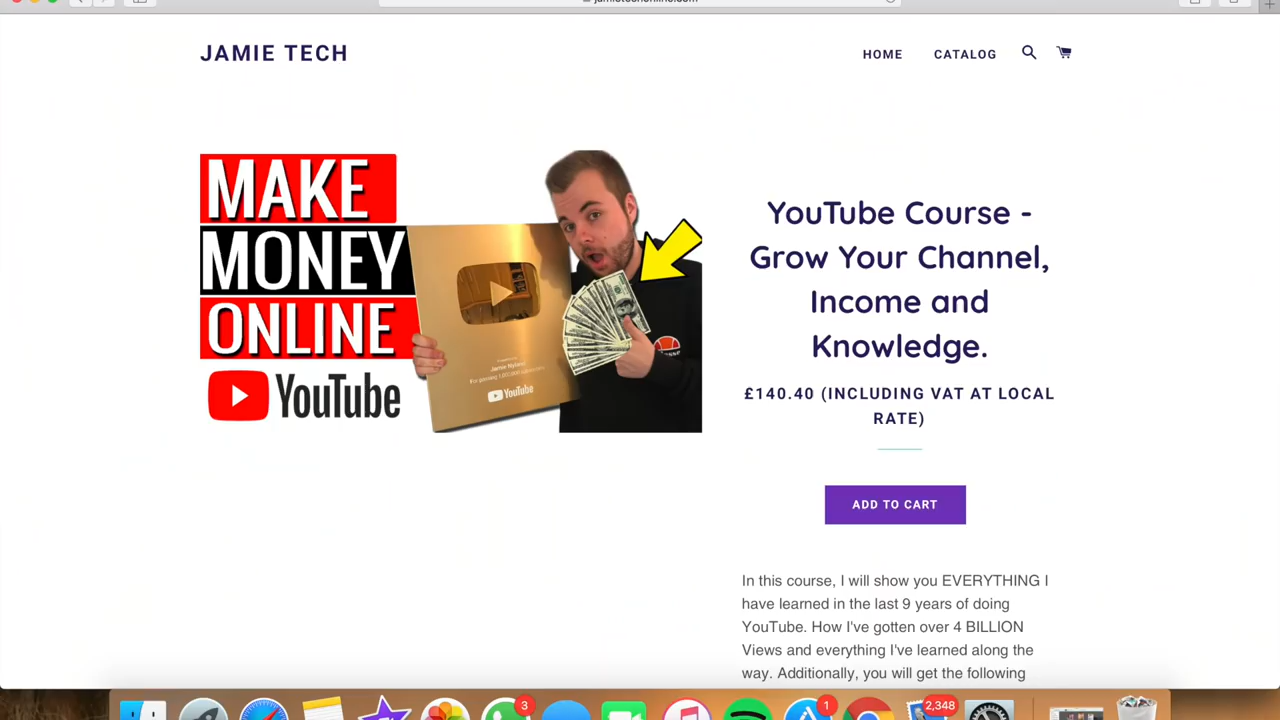 JAMIE TECH
HOME
CATALOG
MAKE
MONEY
ONLINE
YouTube
YouTube
YouTube Course -
Grow Your Channel,
Income and
Knowledge.
£140.40 (INCLUDING VAT AT LOCAL
RATE)
ADD TO CART
In this course, I will show you EVERYTHING I
have learned in the last 9 years of doing
YouTube. How I've gotten over 4 BILLION
Views and everything I've learned along the
way. Additionally, you will get the following
3
1
2,348